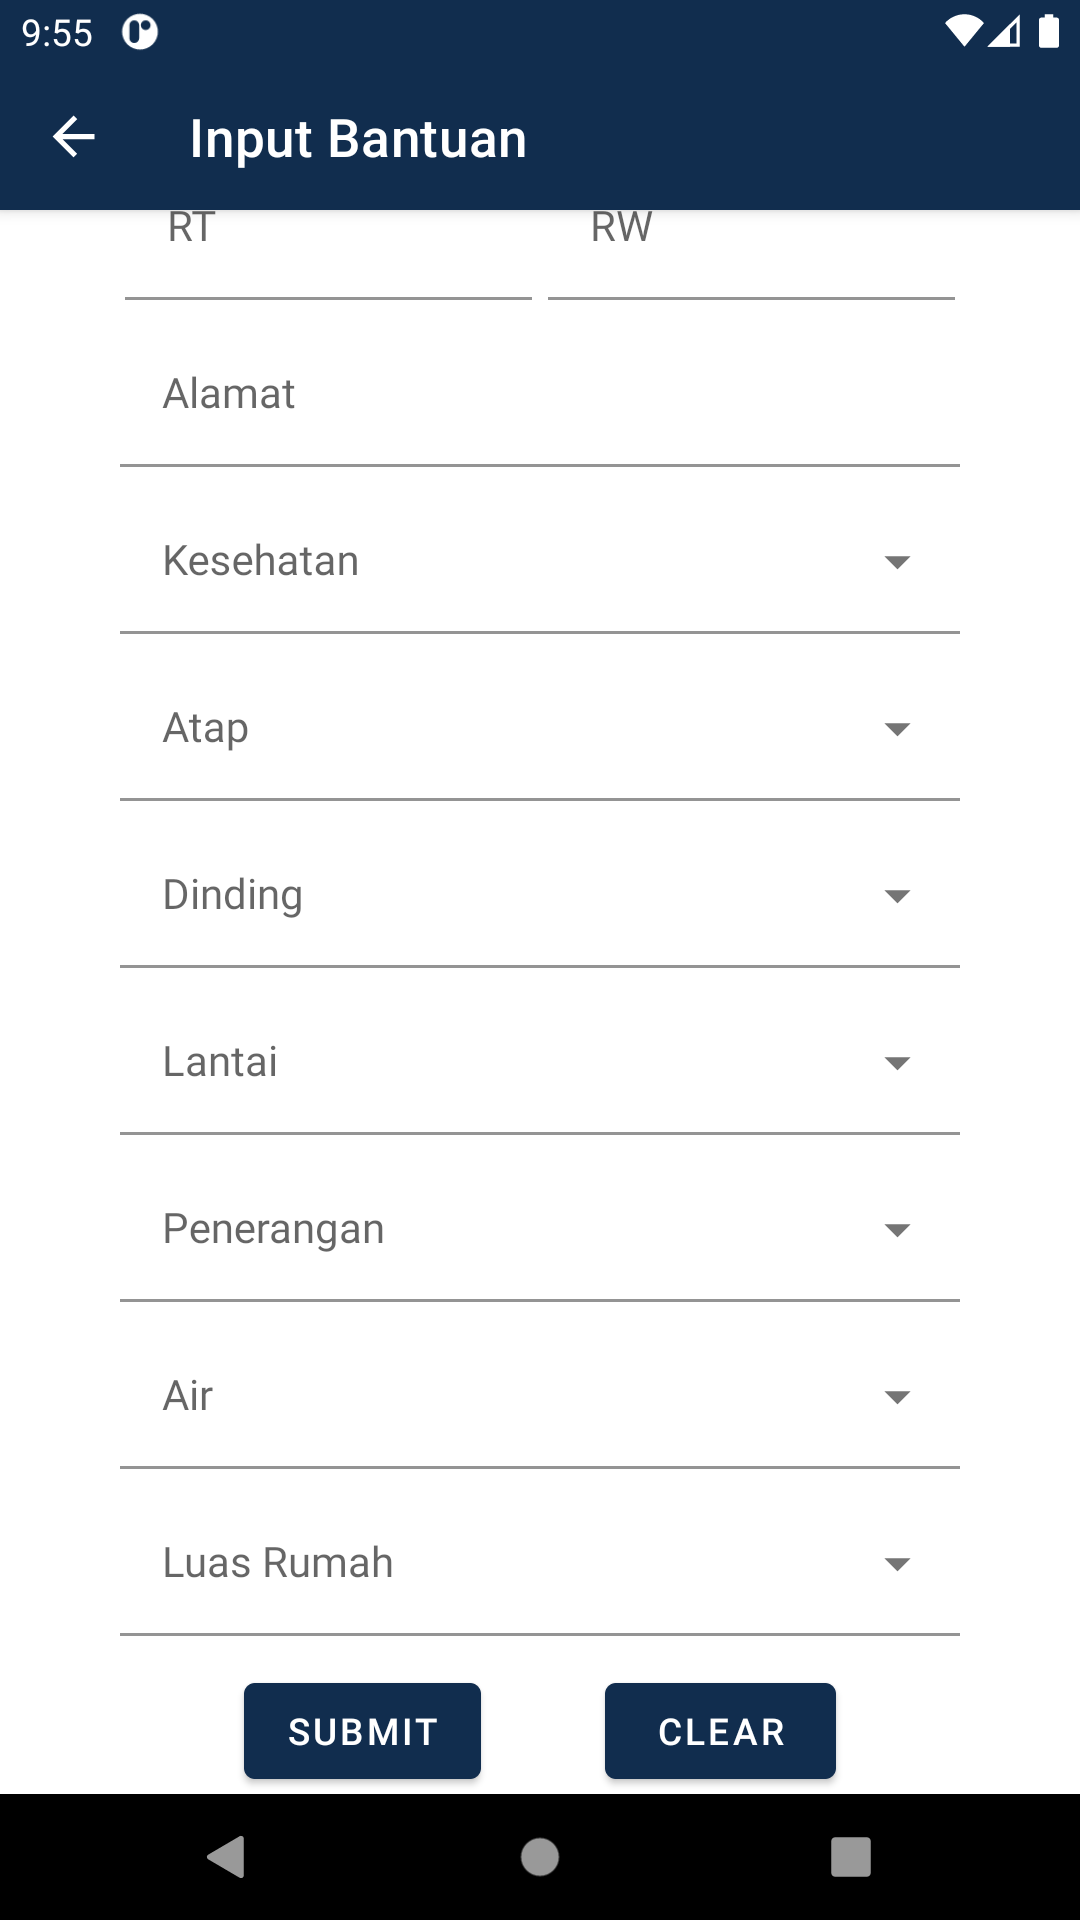 9:55
Input Bantuan
RT RW
Alamat
Kesehatan
Atap
Dinding
Lantai
Penerangan
Air
Luas Rumah
SUBMIT CLEAR